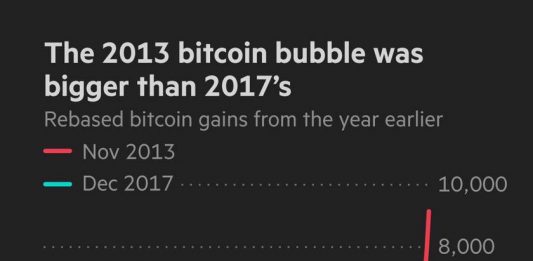 The 2013 bitcoin bubble was
bigger than 2017’s
Rebased bitcoin gains from the year earlier
Nov 2013
Dec 2017
10,000
8,000